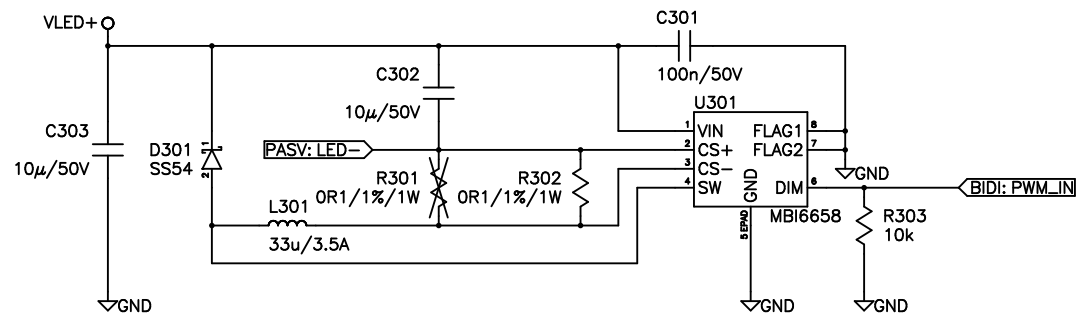 VLED+
C301
100n/50V
C302
10μ/50V
C303
10μ/50V
D301
SS54
1
2
PASV: LED-
R301
0R1/1%/1W
R302
0R1/1%/1W
L301
33u/3.5A
U301
1 VIN FLAG1 8
2 CS+ FLAG2 7
3 CS-
4 SW GND DIM 6
5 EPAD
MBI6658
GND
BIDI: PWM_IN
R303
10k
GND
GND
GND